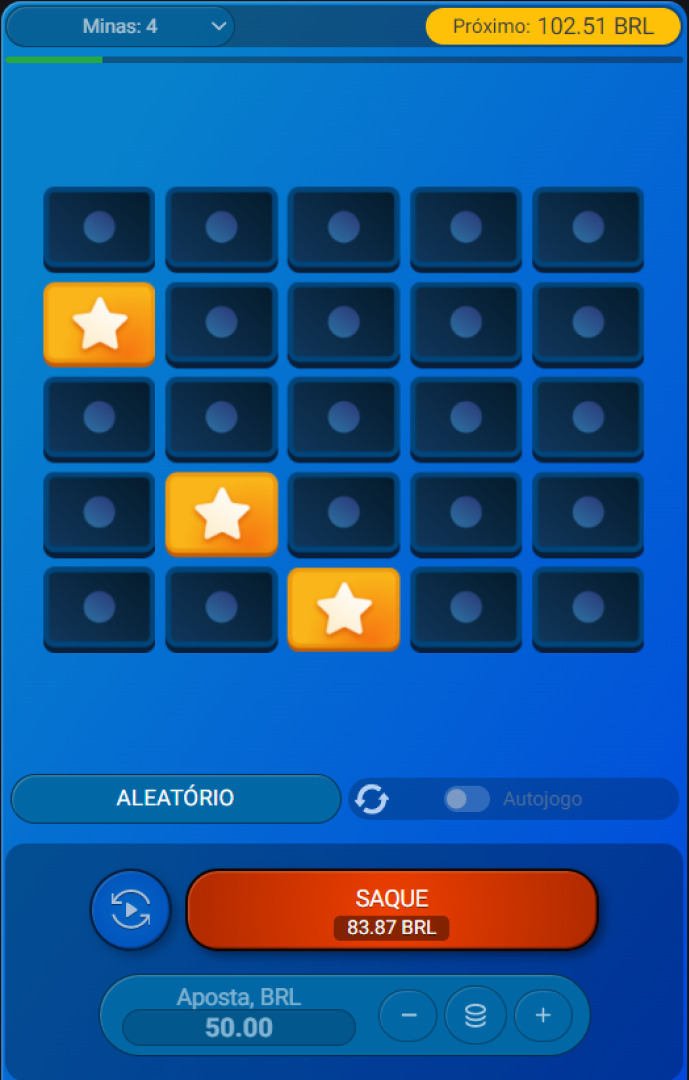 Minas: 4
Próximo: 102.51 BRL
ALEATÓRIO
Autojogo
SAQUE
83.87 BRL
Aposta, BRL
50.00